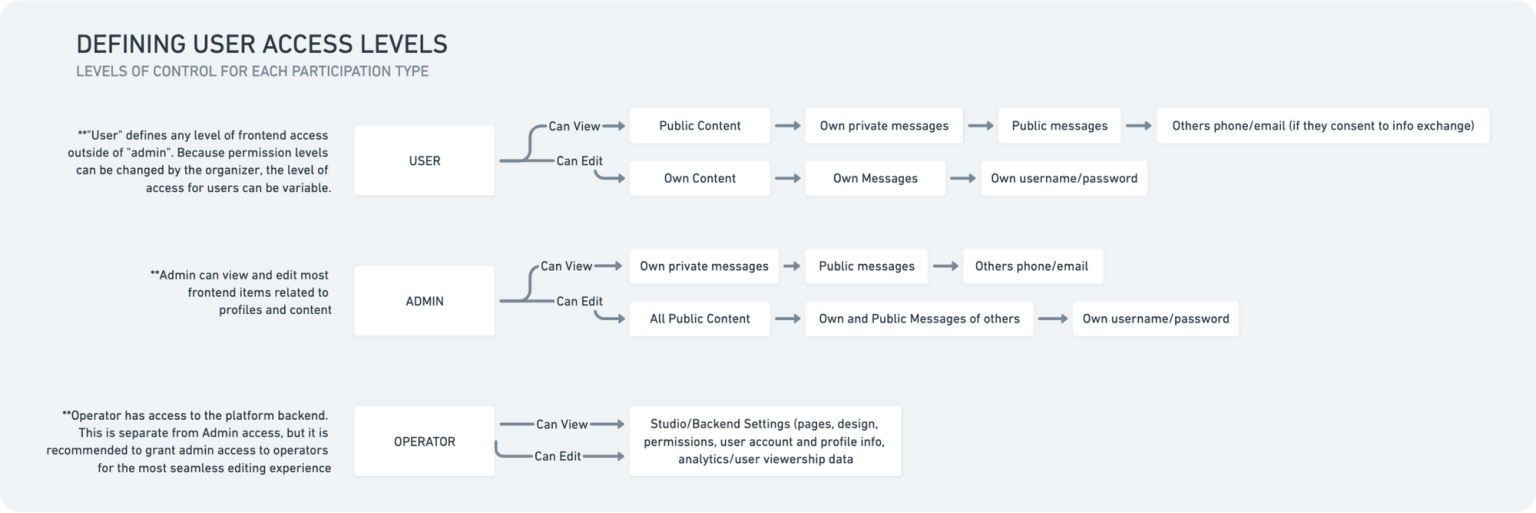 DEFINING USER ACCESS LEVELS
LEVELS OF CONTROL FOR EACH PARTICIPATION TYPE
**"User" defines any level of frontend access
outside of "admin". Because permission levels
can be changed by the organizer, the level of
access for users can be variable.
USER
Can View
Public Content
Own private messages
Public messages
Others phone/email (if they consent to info exchange)
Can Edit
Own Content
Own Messages
Own username/password
**Admin can view and edit most
frontend items related to
profiles and content
ADMIN
Can View
Own private messages
Public messages
Others phone/email
Can Edit
All Public Content
Own and Public Messages of others
Own username/password
**Operator has access to the platform backend.
This is separate from Admin access, but it is
recommended to grant admin access to operators
for the most seamless editing experience
OPERATOR
Can View
Can Edit
Studio/Backend Settings (pages, design,
permissions, user account and profile info,
analytics/user viewership data